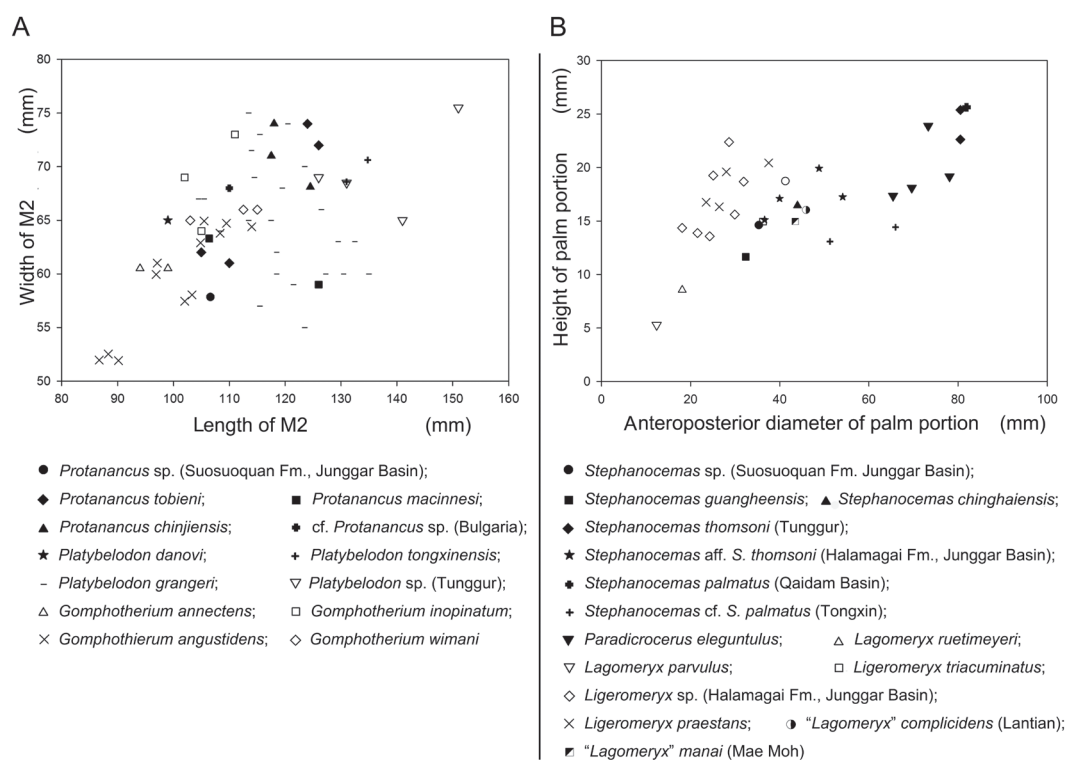 A
B
80
75
70
65
60
55
50
Width of M2 (mm)
80 90 100 110 120 130 140 150 160
Length of M2 (mm)
30
25
20
15
10
5
0
Height of palm portion (mm)
0 20 40 60 80 100
Anteroposterior diameter of palm portion (mm)
Protanancus sp. (Suosuoquan Fm., Junggar Basin);
Protanancus tobieni; Protanancus macinnesi;
Protanancus chinjiensis; cf. Protanancus sp. (Bulgaria);
Platybelodon danovi; Platybelodon tongxinensis;
Platybelodon grangeri; Platybelodon sp. (Tunggur);
Gomphotherium annectens; Gomphotherium inopinatum;
Gomphothierum angustidens; Gomphotherium wimani
Stephanocemas sp. (Suosuoquan Fm. Junggar Basin);
Stephanocemas guangheensis; Stephanocemas chinghaiensis;
Stephanocemas thomsoni (Tunggur);
Stephanocemas aff. S. thomsoni (Halamagai Fm., Junggar Basin);
Stephanocemas palmatus (Qaidam Basin);
Stephanocemas cf. S. palmatus (Tongxin);
Paradicrocerus eleguntulus; Lagomeryx ruetimeyeri;
Lagomeryx parvulus; Ligeromeryx triacuminatus;
Ligeromeryx sp. (Halamagai Fm., Junggar Basin);
Ligeromeryx praestans; “Lagomeryx” complicidens (Lantian);
“Lagomeryx” manai (Mae Moh)